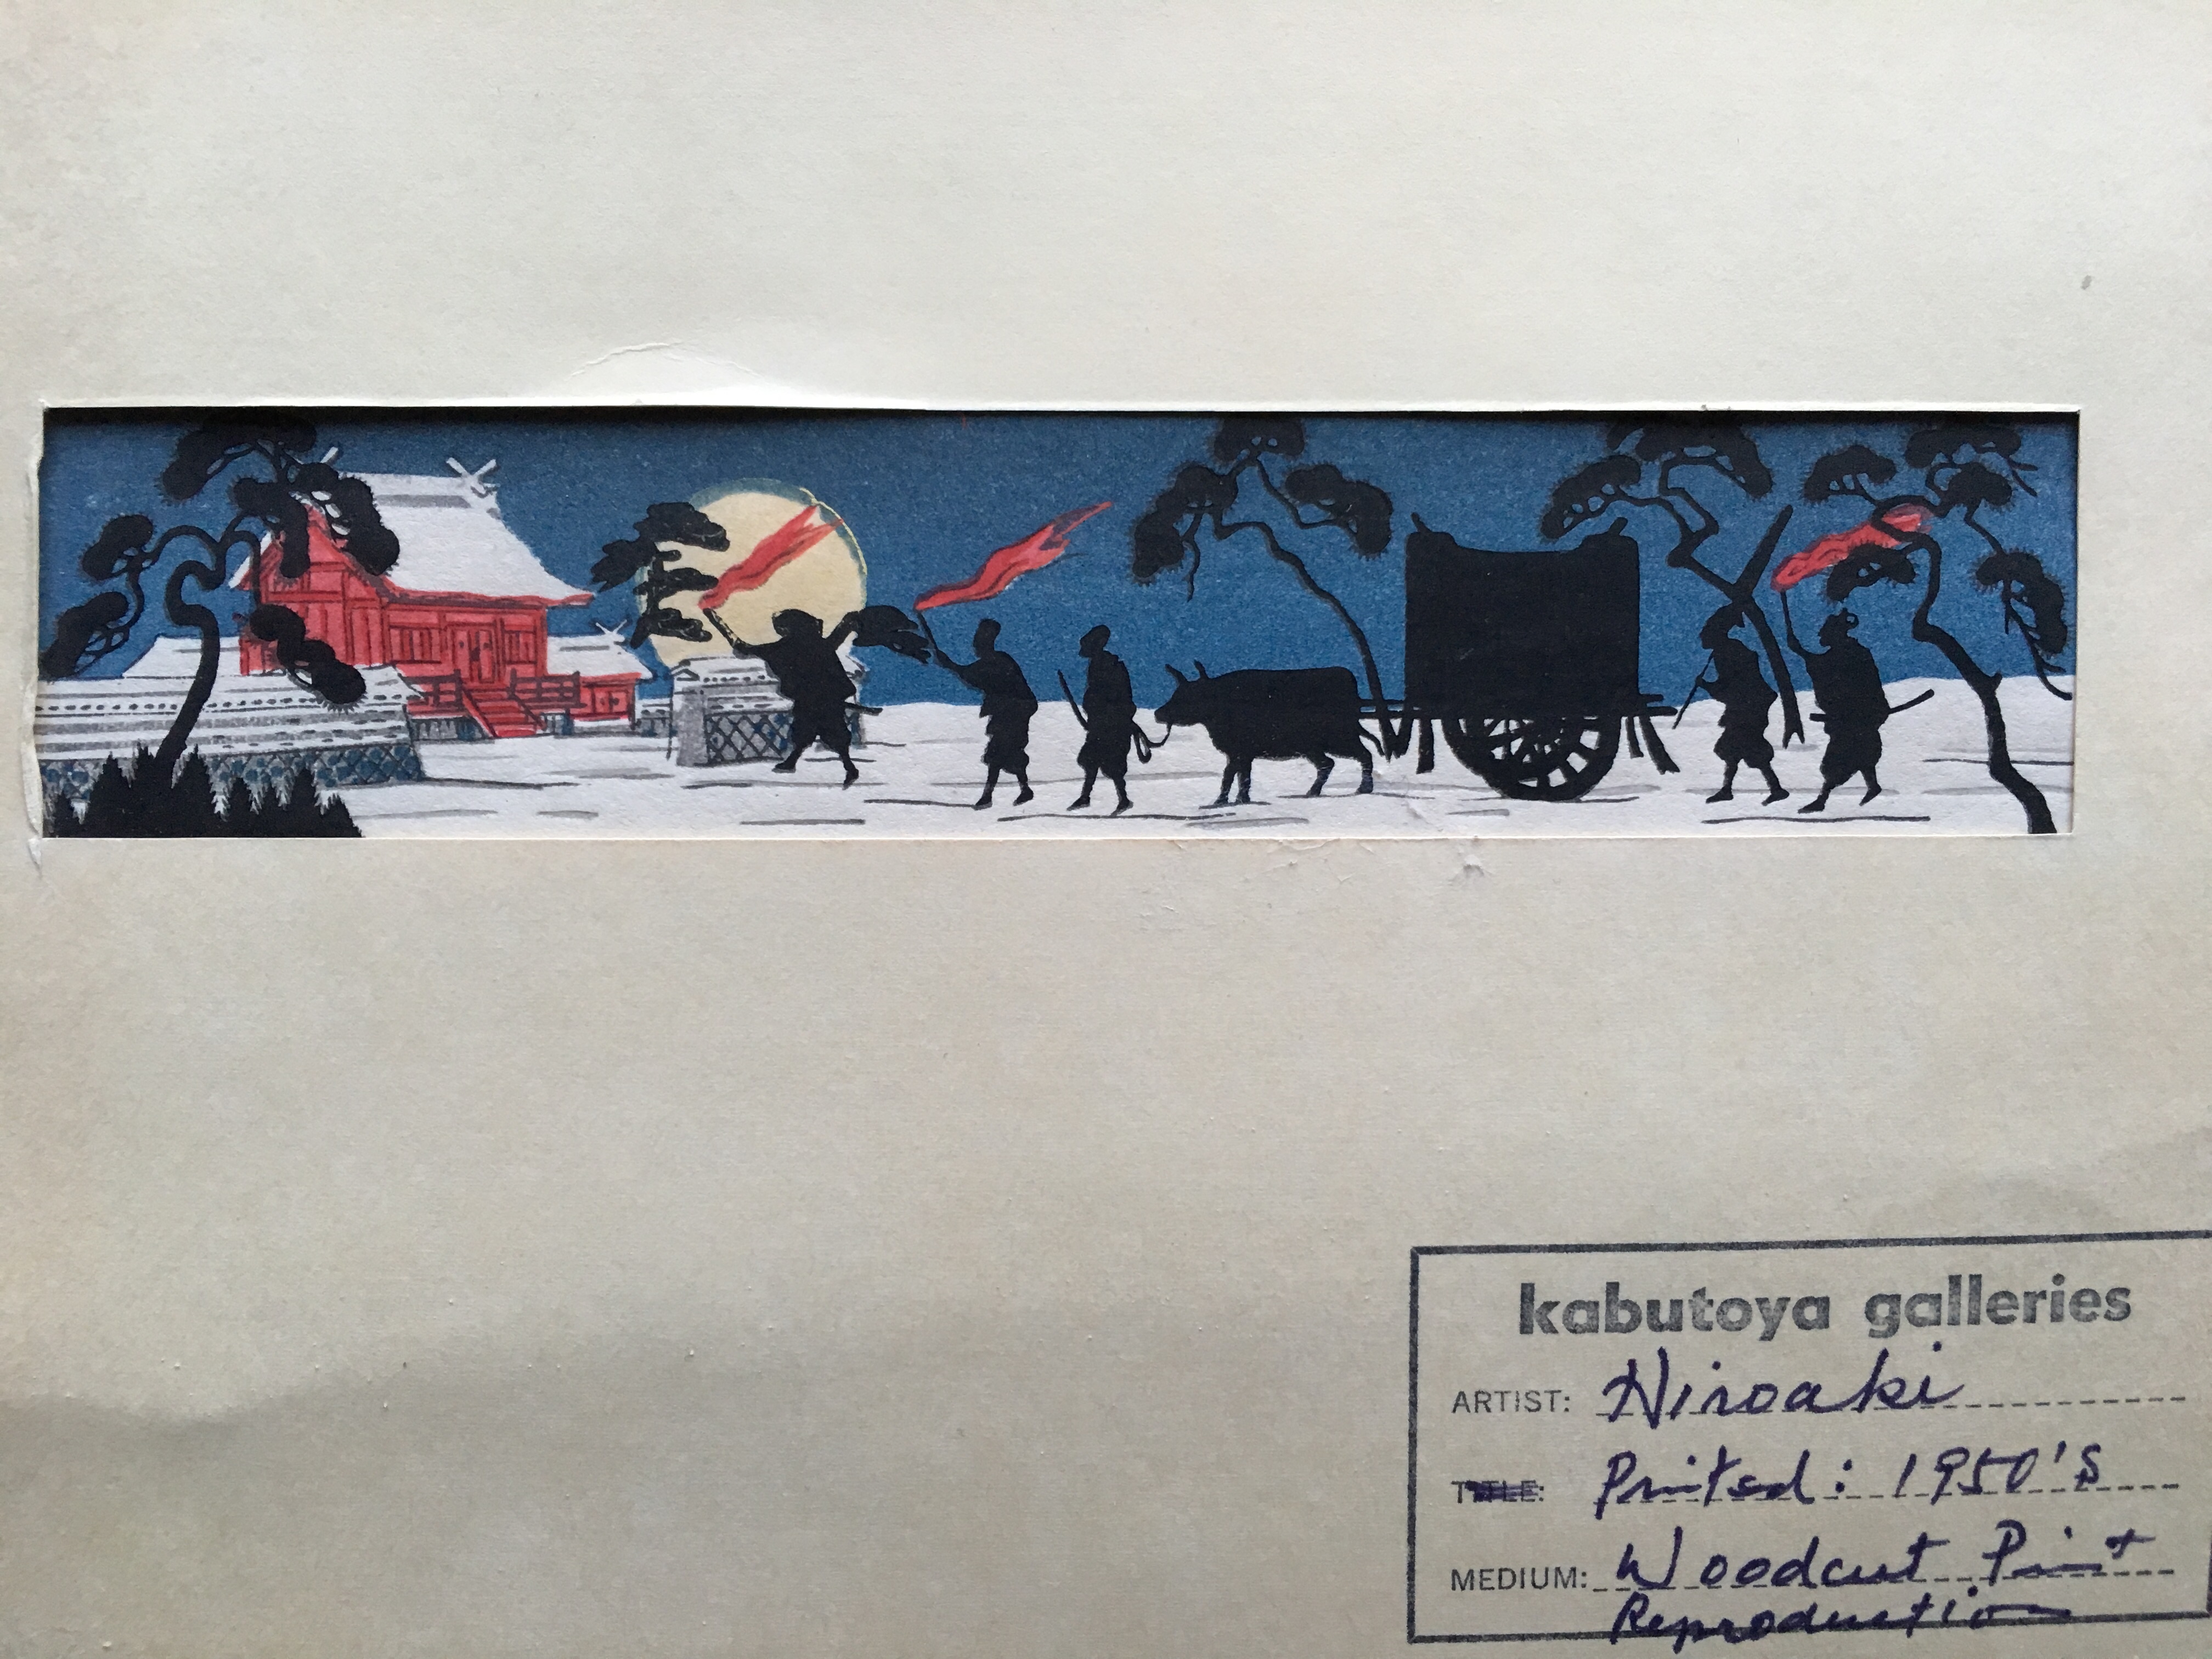 kabutoya galleries
ARTIST: Hiroaki
TITLE: Printed: 1950's
MEDIUM: Woodcut Print
Reproduction